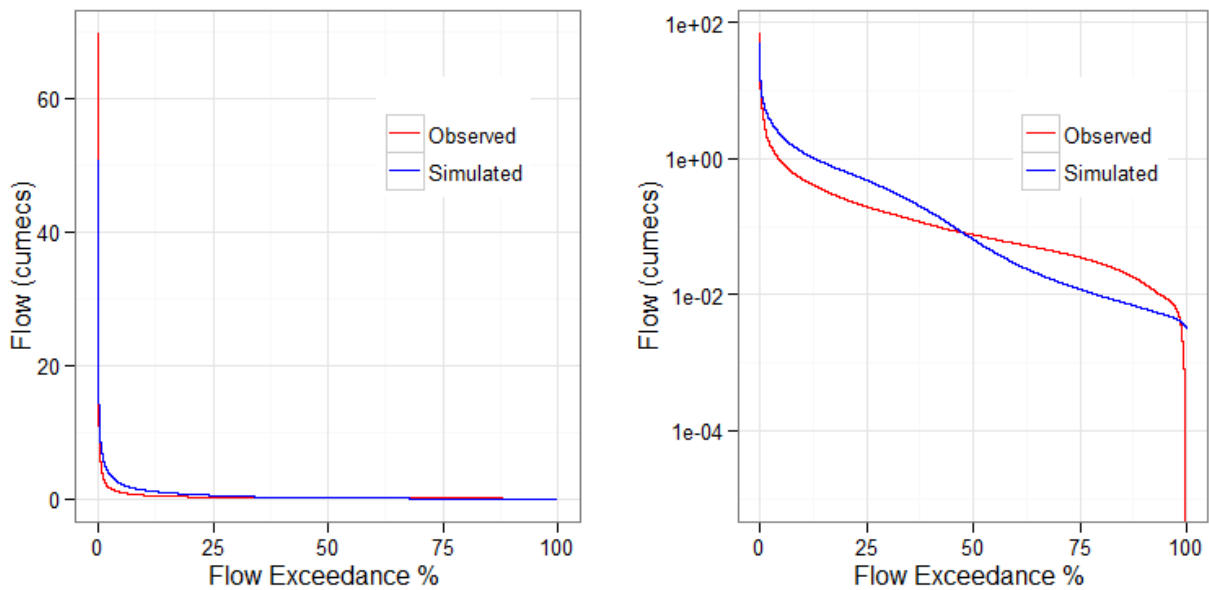 60
40
20
0
Flow (cumecs)
Observed
Simulated
0 25 50 75 100
Flow Exceedance %
1e+02
1e+00
1e-02
1e-04
Flow (cumecs)
Observed
Simulated
0 25 50 75 100
Flow Exceedance %